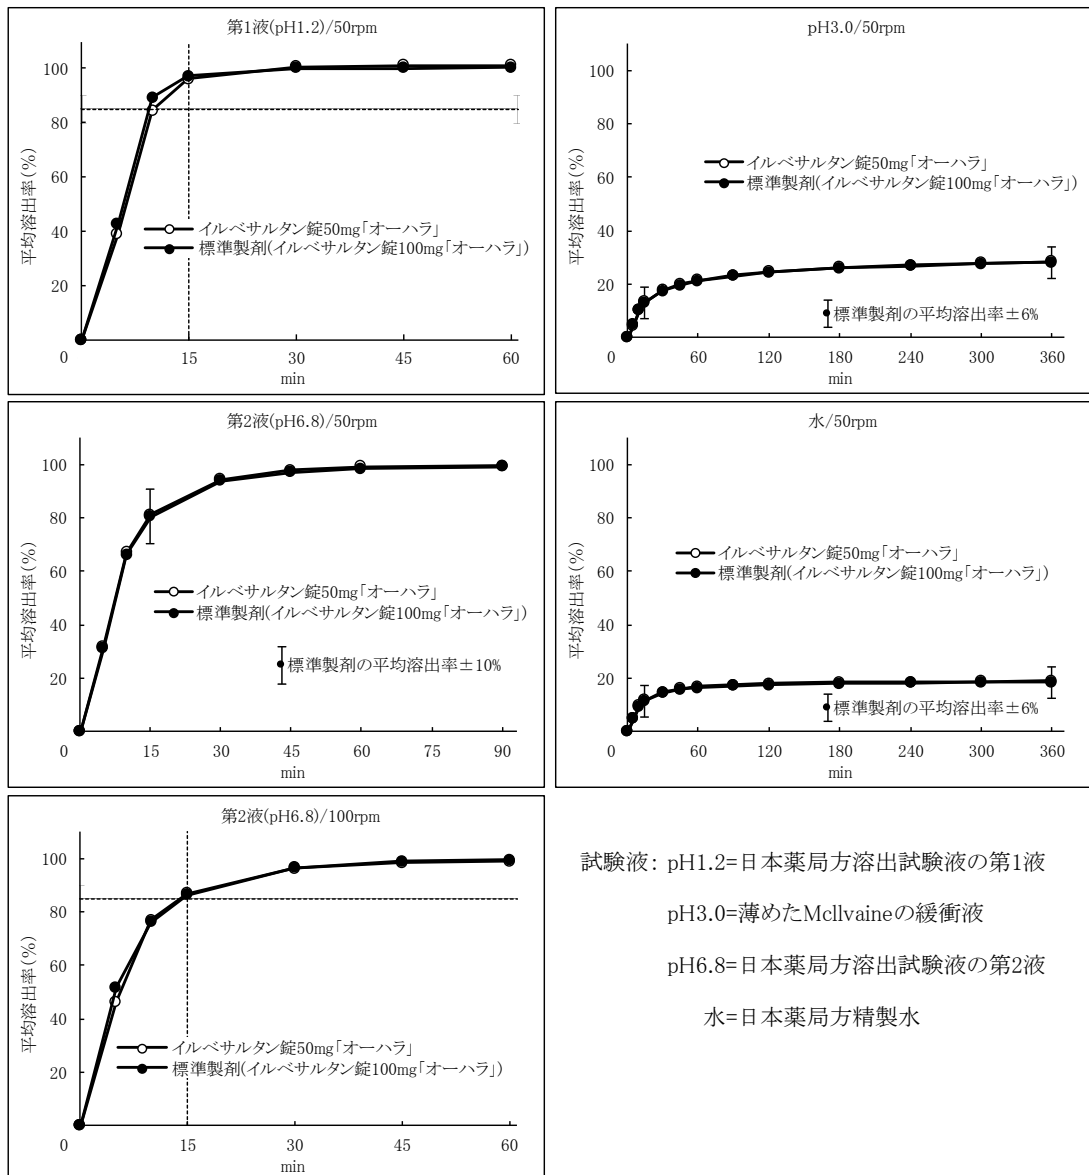 第1液(pH1.2)/50rpm
平均溶出率(%)
100
80
60
40
20
0
15
30
45
60
min
イルベサルタン錠50mg「オーハラ」
標準製剤(イルベサルタン錠100mg「オーハラ」)
pH3.0/50rpm
平均溶出率(%)
100
80
60
40
20
0
60
120
180
240
300
360
min
イルベサルタン錠50mg「オーハラ」
標準製剤(イルベサルタン錠100mg「オーハラ」)
標準製剤の平均溶出率±6%
第2液(pH6.8)/50rpm
平均溶出率(%)
100
80
60
40
20
0
15
30
45
60
75
90
min
イルベサルタン錠50mg「オーハラ」
標準製剤(イルベサルタン錠100mg「オーハラ」)
標準製剤の平均溶出率±10%
水/50rpm
平均溶出率(%)
100
80
60
40
20
0
60
120
180
240
300
360
min
イルベサルタン錠50mg「オーハラ」
標準製剤(イルベサルタン錠100mg「オーハラ」)
標準製剤の平均溶出率±6%
第2液(pH6.8)/100rpm
平均溶出率(%)
100
80
60
40
20
0
15
30
45
60
min
イルベサルタン錠50mg「オーハラ」
標準製剤(イルベサルタン錠100mg「オーハラ」)
試験液: pH1.2=日本薬局方溶出試験液の第1液
pH3.0=薄めたMcllvaineの緩衝液
pH6.8=日本薬局方溶出試験液の第2液
水=日本薬局方精製水